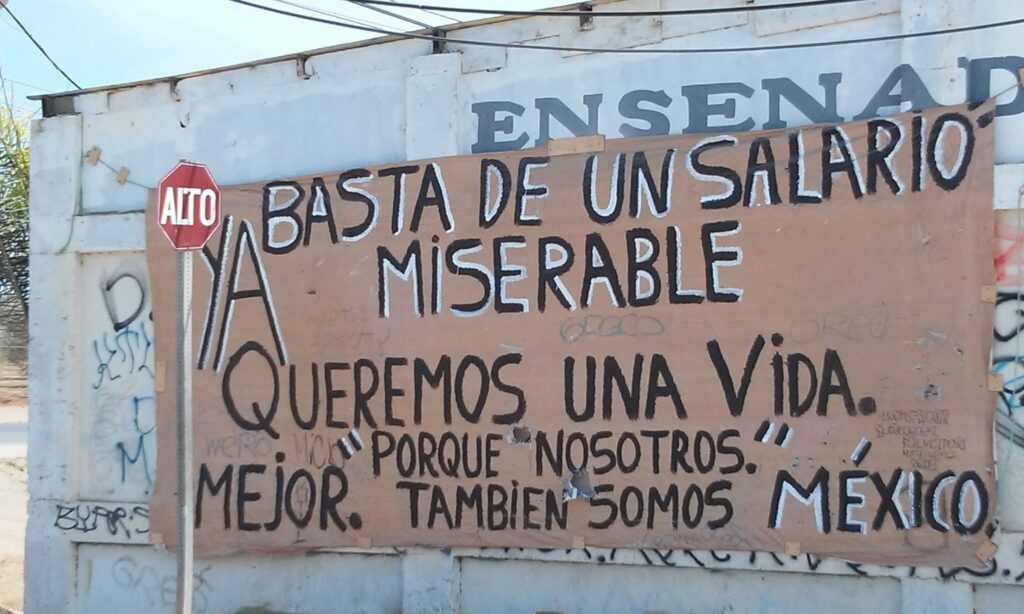 ENSENAD
ALTO
YA BASTA DE UN SALARIO
MISERABLE
QUEREMOS UNA ViDA.
MEJOR. "PORQUE NOSOTROS."
TAMBIEN SOMOS "MÉXICO